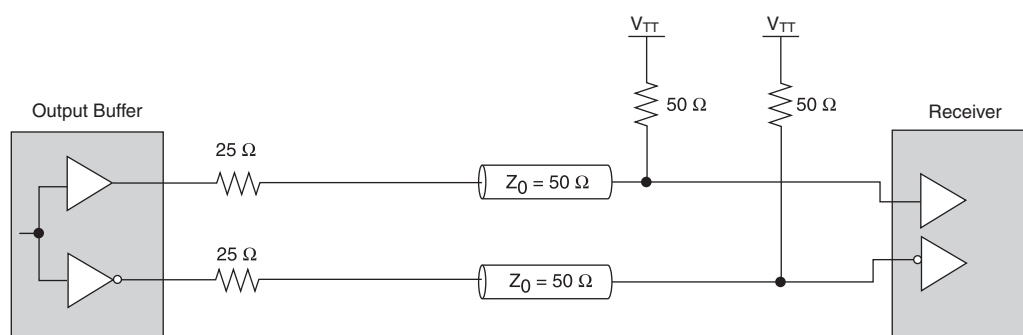 V_TT V_TT
50 Ω 50 Ω
Output Buffer Receiver
25 Ω
Z_0 = 50 Ω
25 Ω
Z_0 = 50 Ω